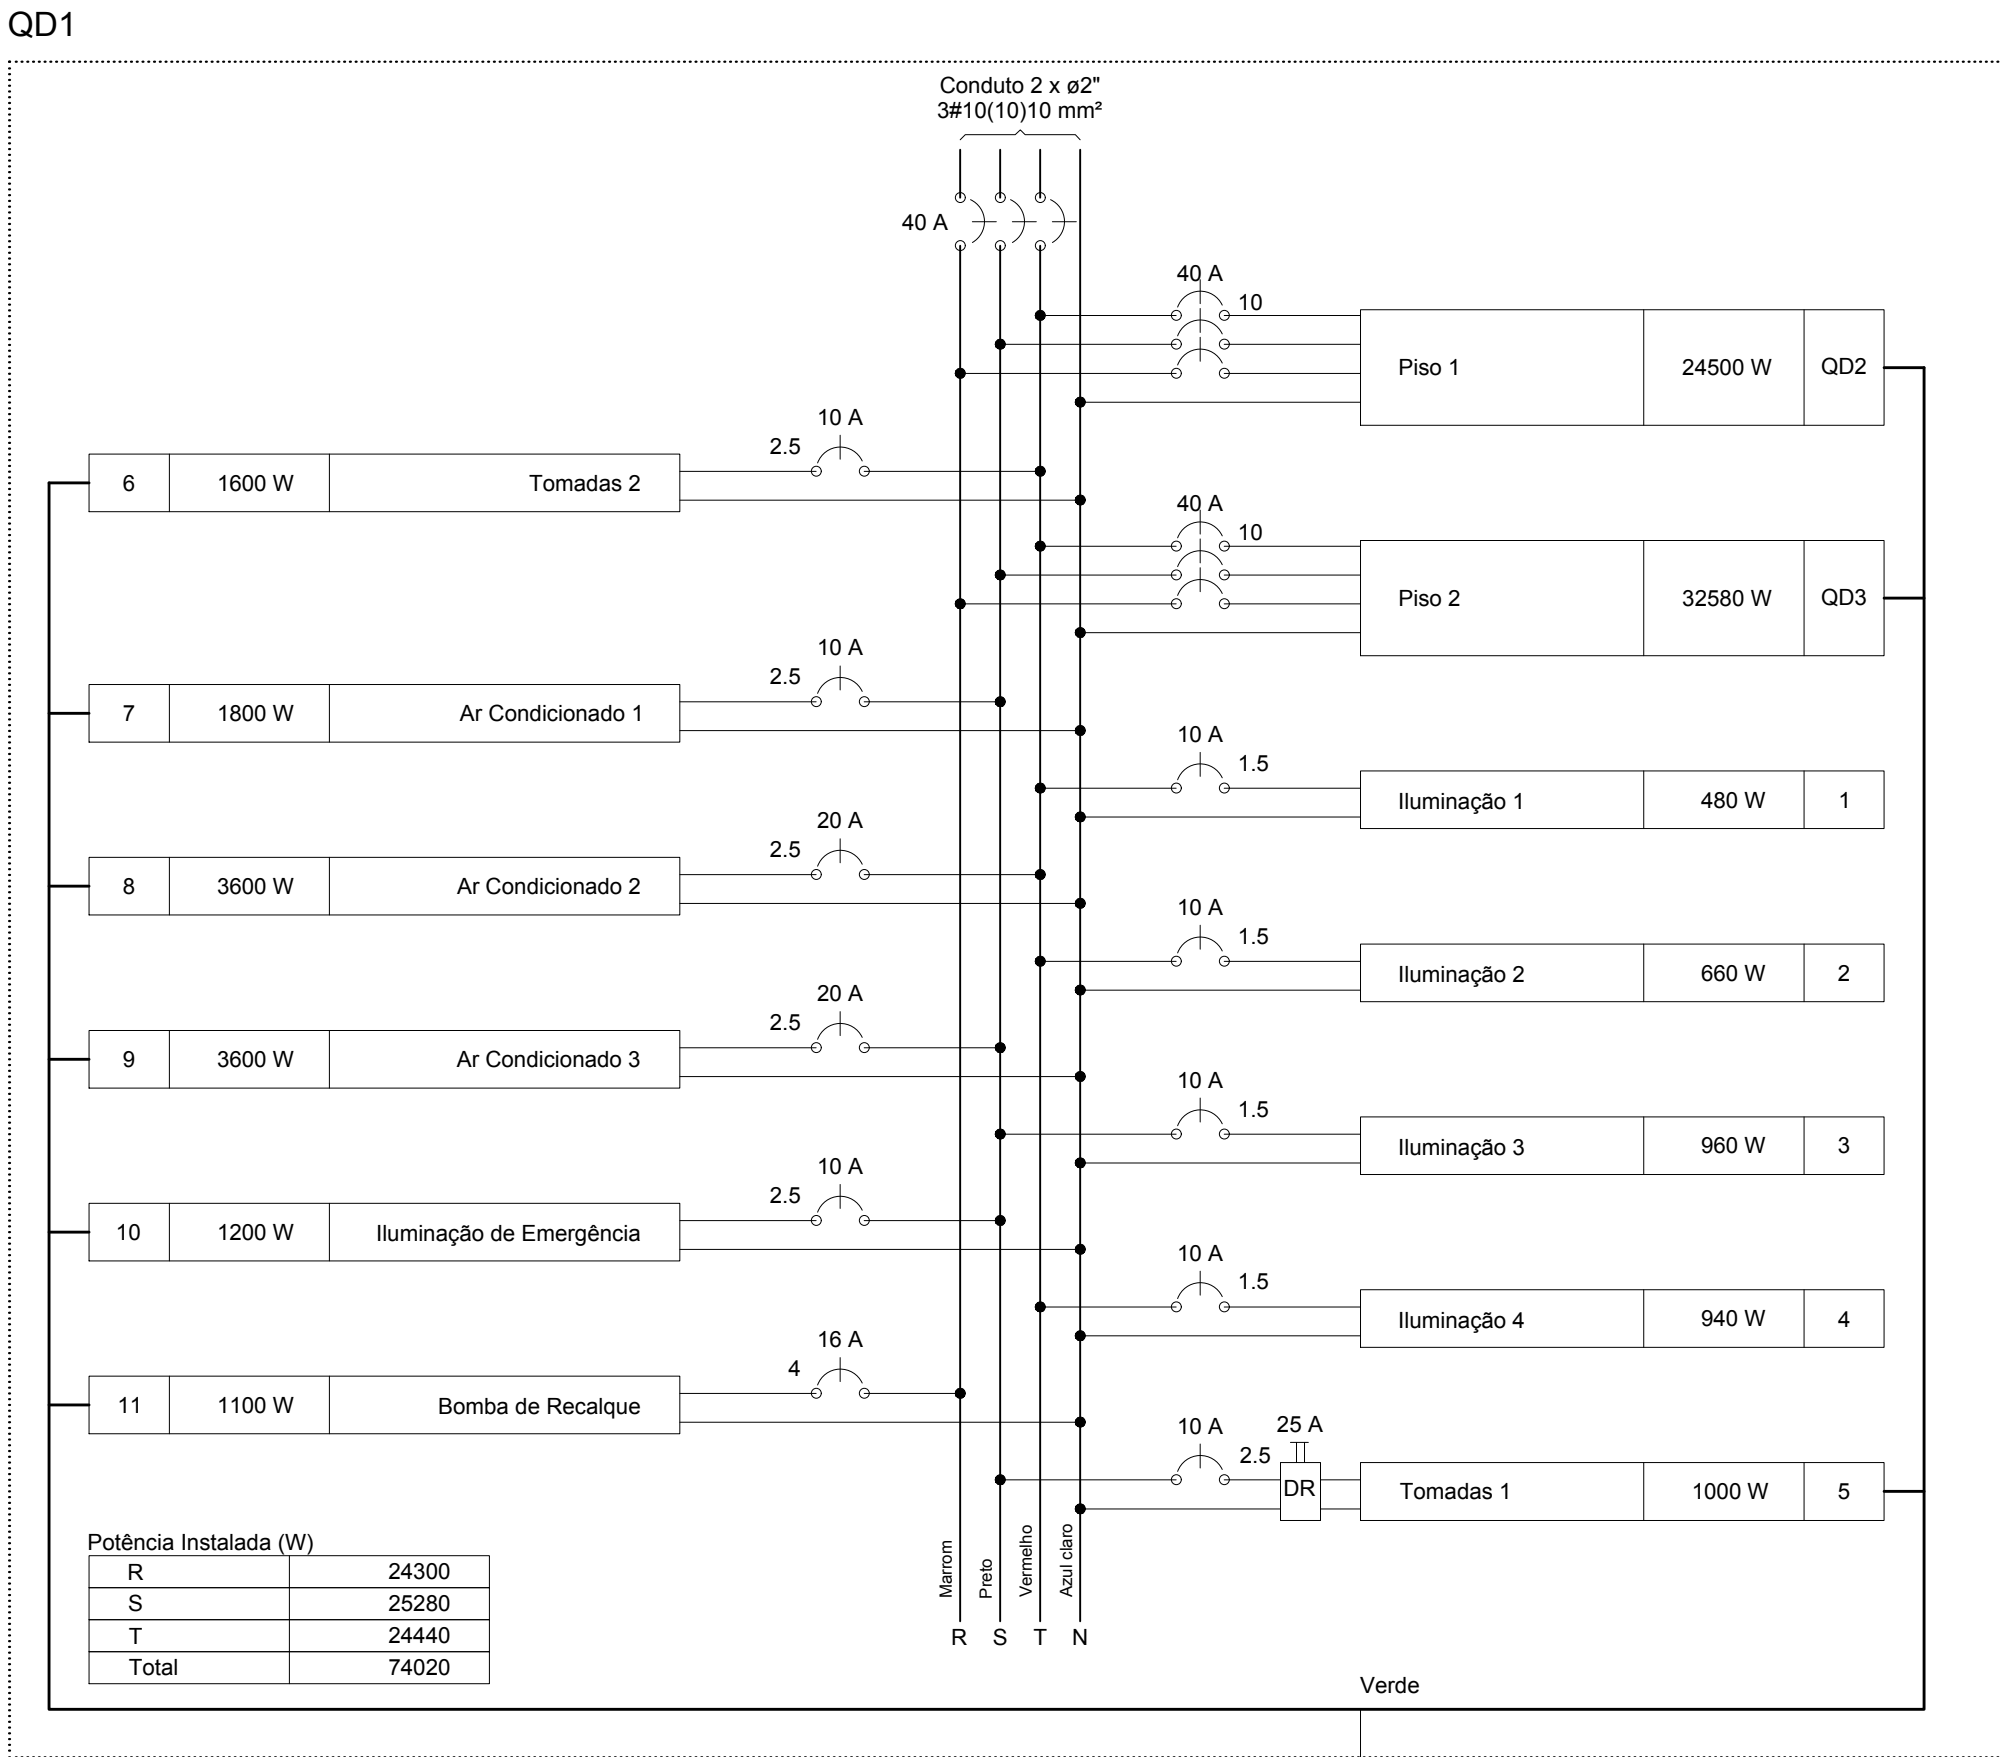 QD1
Conduto 2 x ø2"
3#10(10)10 mm²
40 A
40 A
10
Piso 1 24500 W QD2
10 A
2.5
6 1600 W Tomadas 2
40 A
10
Piso 2 32580 W QD3
10 A
2.5
7 1800 W Ar Condicionado 1
10 A
1.5
Iluminação 1 480 W 1
20 A
2.5
8 3600 W Ar Condicionado 2
10 A
1.5
Iluminação 2 660 W 2
20 A
2.5
9 3600 W Ar Condicionado 3
10 A
1.5
Iluminação 3 960 W 3
10 A
2.5
10 1200 W Iluminação de Emergência
10 A
1.5
Iluminação 4 940 W 4
16 A
4
11 1100 W Bomba de Recalque
10 A 25 A
2.5
DR
Tomadas 1 1000 W 5
Potência Instalada (W)
R 24300
S 25280
T 24440
Total 74020
Marrom
Preto
Vermelho
Azul claro
R S T N
Verde